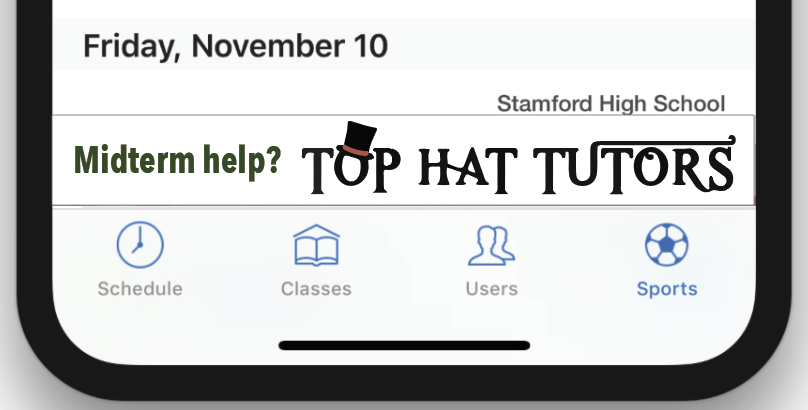 Friday, November 10
Stamford High School
Midterm help? TOP HAT TUTORS
Schedule Classes Users Sports